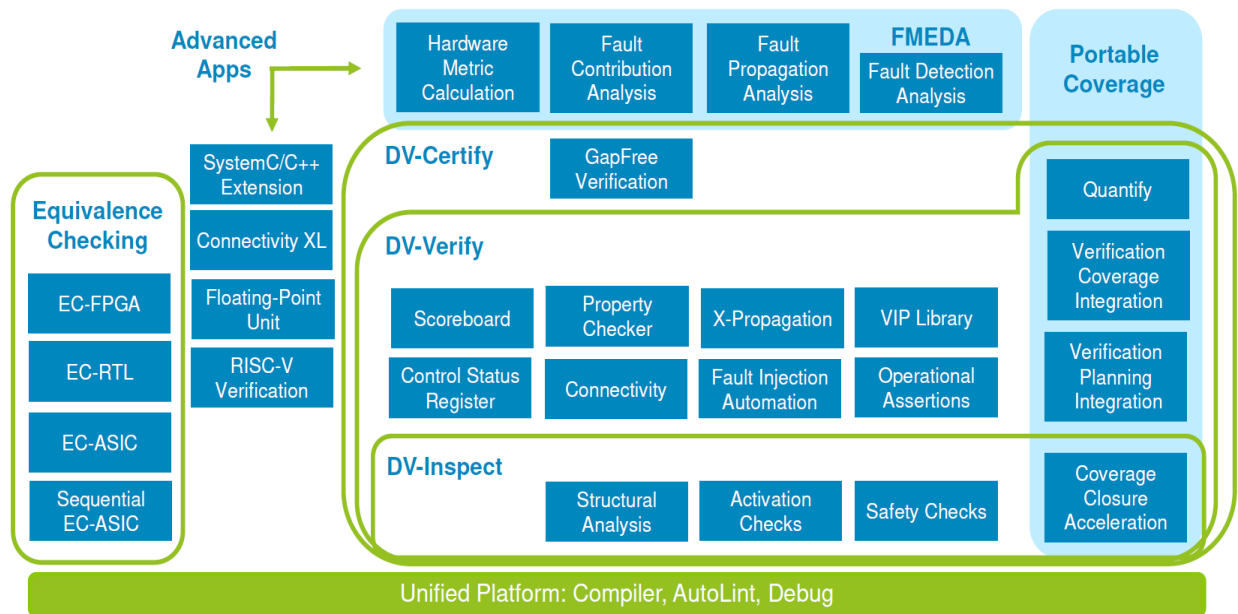 Advanced
Apps
Hardware
Metric
Calculation
Fault
Contribution
Analysis
Fault
Propagation
Analysis
FMEDA
Fault Detection
Analysis
Portable
Coverage
SystemC/C++
Extension
Connectivity XL
Floating-Point
Unit
RISC-V
Verification
Equivalence
Checking
EC-FPGA
EC-RTL
EC-ASIC
Sequential
EC-ASIC
DV-Certify
GapFree
Verification
DV-Verify
Scoreboard
Property
Checker
X-Propagation
VIP Library
Control Status
Register
Connectivity
Fault Injection
Automation
Operational
Assertions
DV-Inspect
Structural
Analysis
Activation
Checks
Safety Checks
Quantify
Verification
Coverage
Integration
Verification
Planning
Integration
Coverage
Closure
Acceleration
Unified Platform: Compiler, AutoLint, Debug